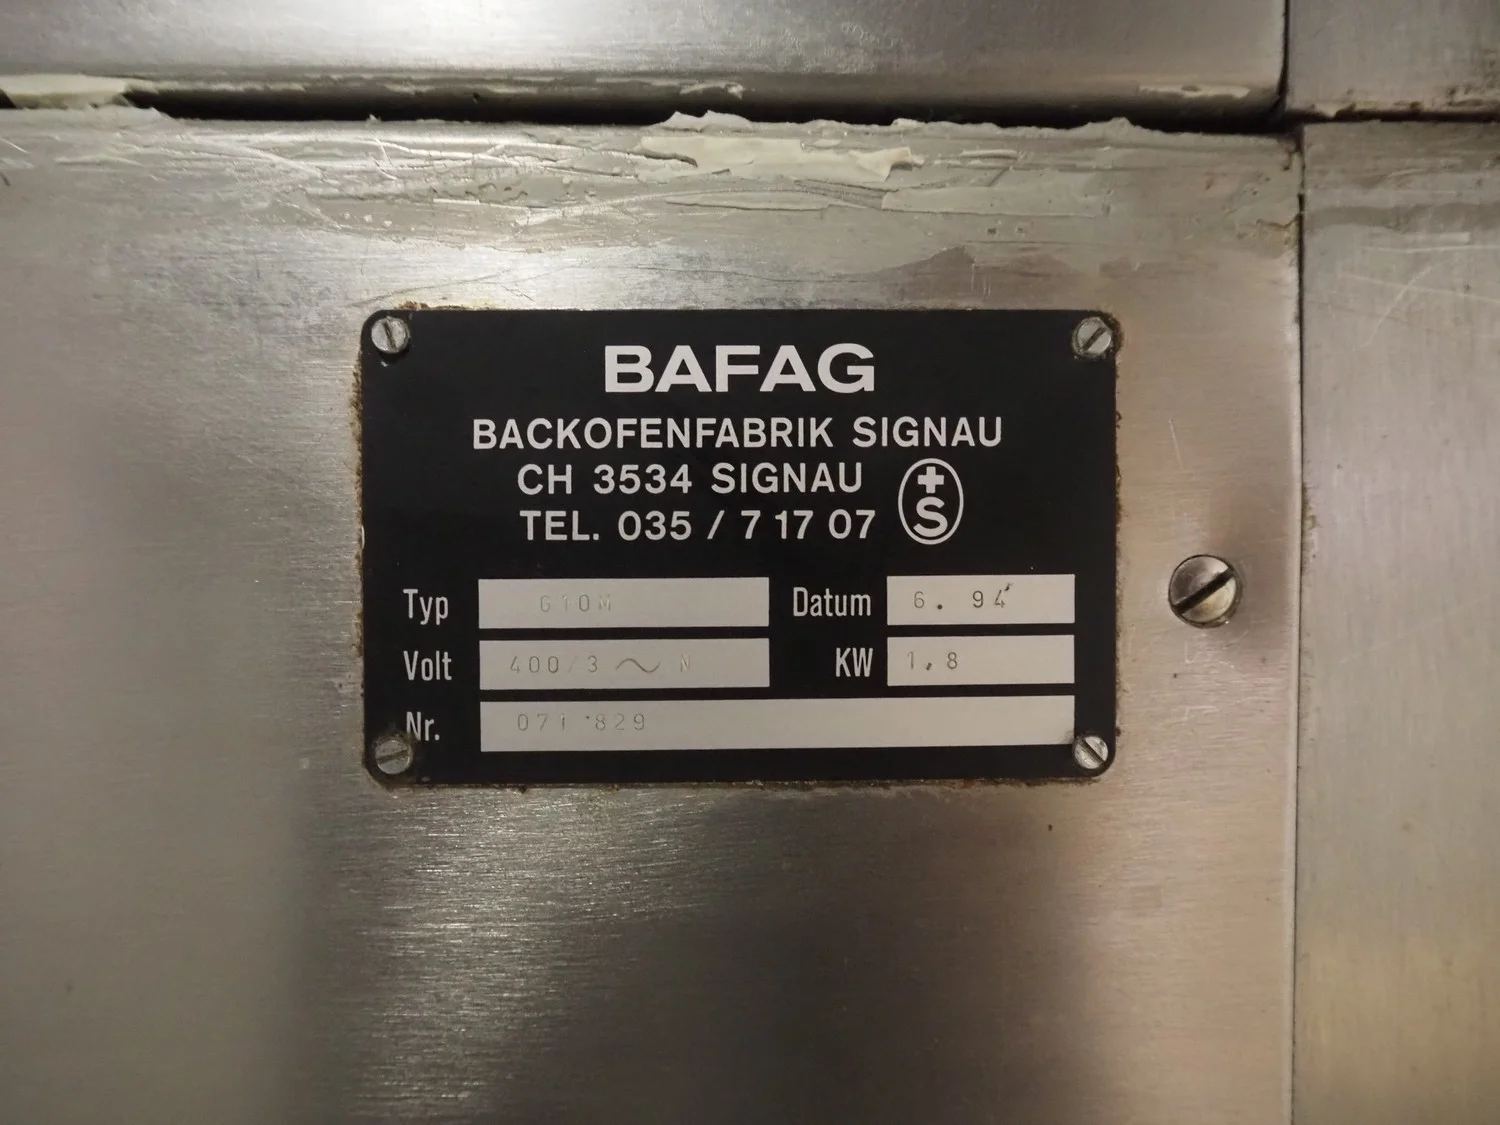 BAFAG
BACKOFENFABRIK SIGNAU
CH 3534 SIGNAU
+S
TEL. 035 / 7 17 07
Typ G10M Datum 6. 94
Volt 400/3 ~ N KW 1,8
Nr. 071 829